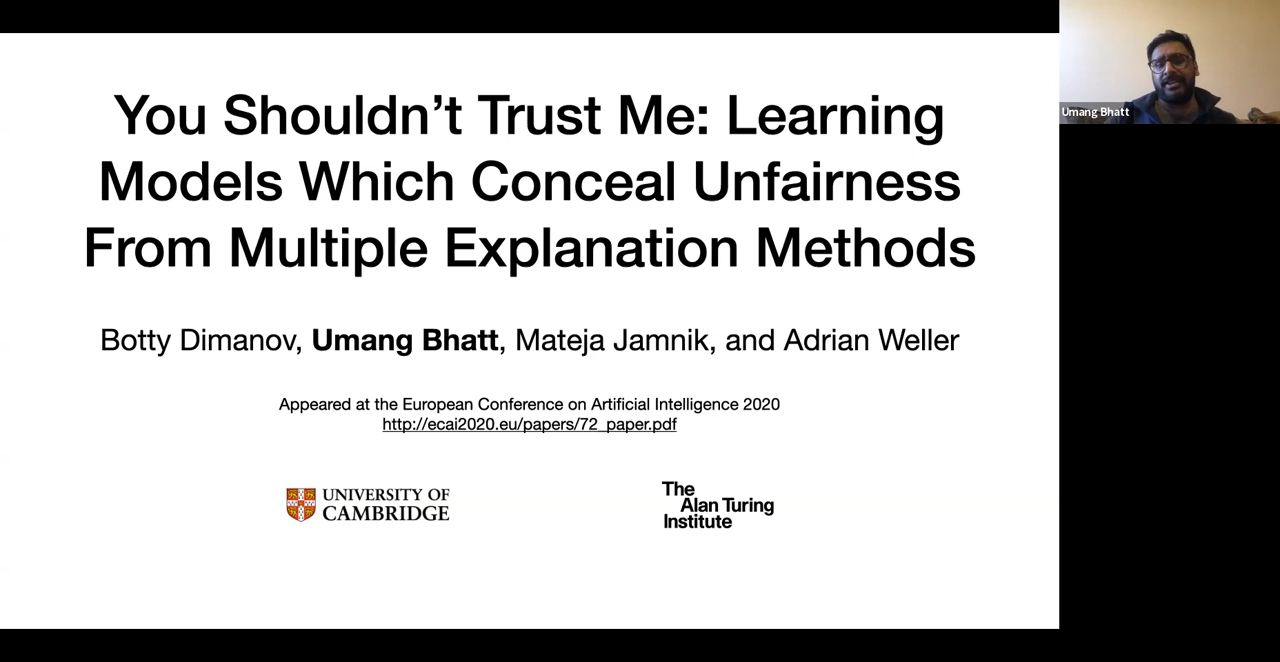 You Shouldn’t Trust Me: Learning
Models Which Conceal Unfairness
From Multiple Explanation Methods
Botty Dimanov, Umang Bhatt, Mateja Jamnik, and Adrian Weller
Appeared at the European Conference on Artificial Intelligence 2020
http://ecai2020.eu/papers/72_paper.pdf
UNIVERSITY OF
CAMBRIDGE
The
Alan Turing
Institute
Umang Bhatt